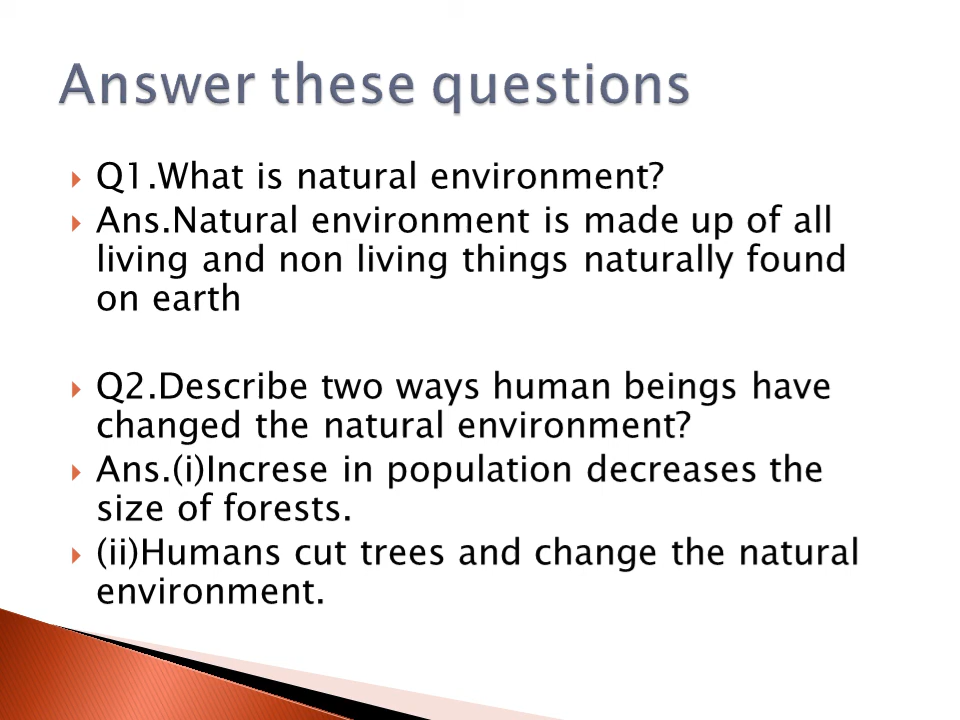 Answer these questions
Q1.What is natural environment?
Ans.Natural environment is made up of all
living and non living things naturally found
on earth
Q2.Describe two ways human beings have
changed the natural environment?
Ans.(i)Increse in population decreases the
size of forests.
(ii)Humans cut trees and change the natural
environment.